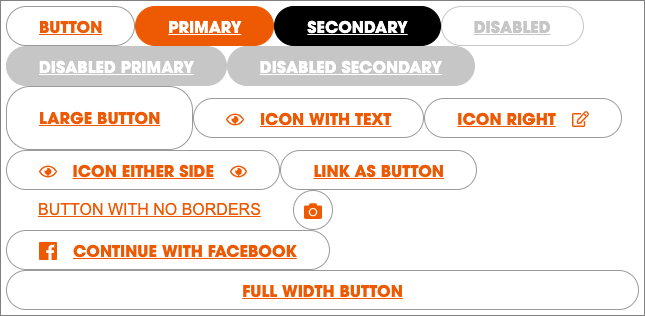 BUTTON PRIMARY SECONDARY DISABLED
DISABLED PRIMARY DISABLED SECONDARY
LARGE BUTTON ICON WITH TEXT ICON RIGHT
ICON EITHER SIDE LINK AS BUTTON
BUTTON WITH NO BORDERS
CONTINUE WITH FACEBOOK
FULL WIDTH BUTTON